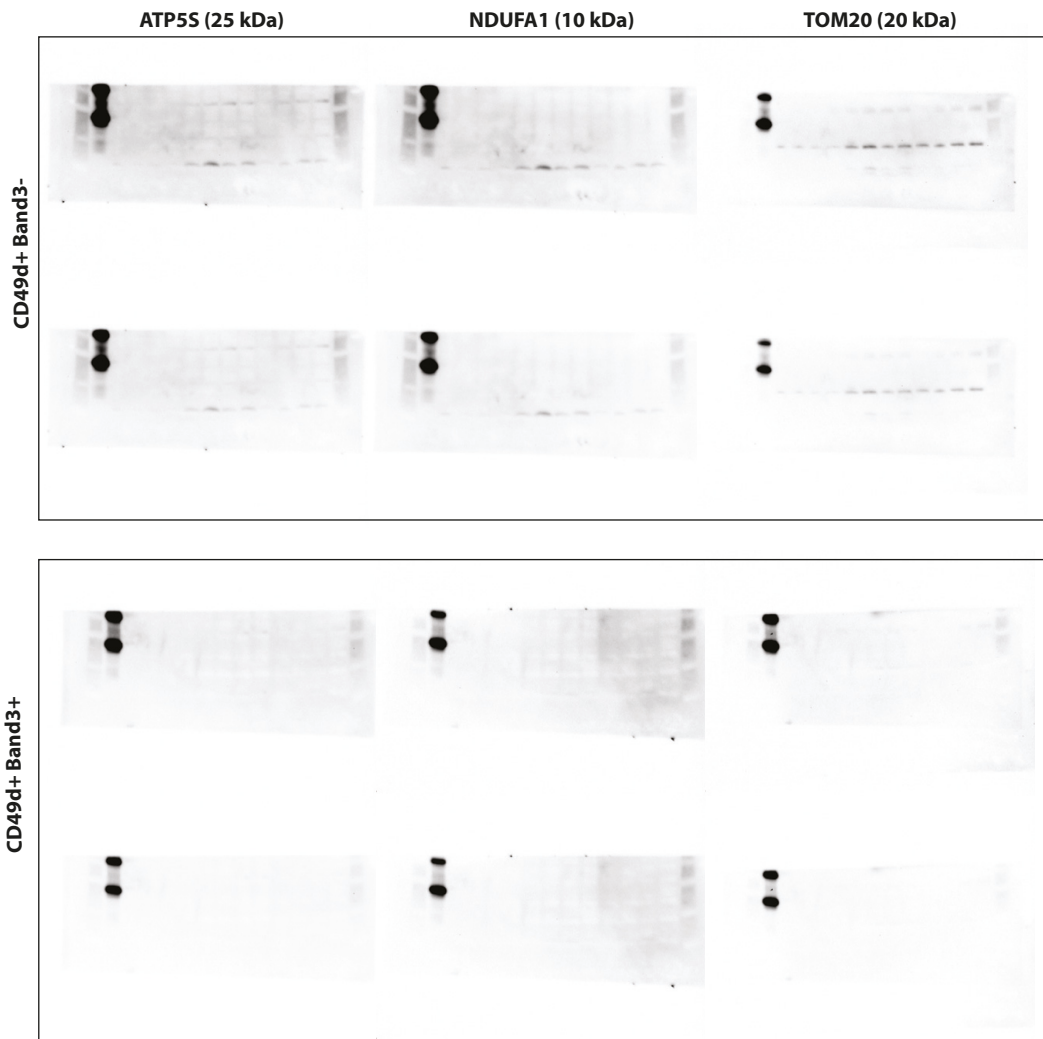 ATP5S (25 kDa)
NDUFA1 (10 kDa)
TOM20 (20 kDa)
CD49d+ Band3-
CD49d+ Band3+